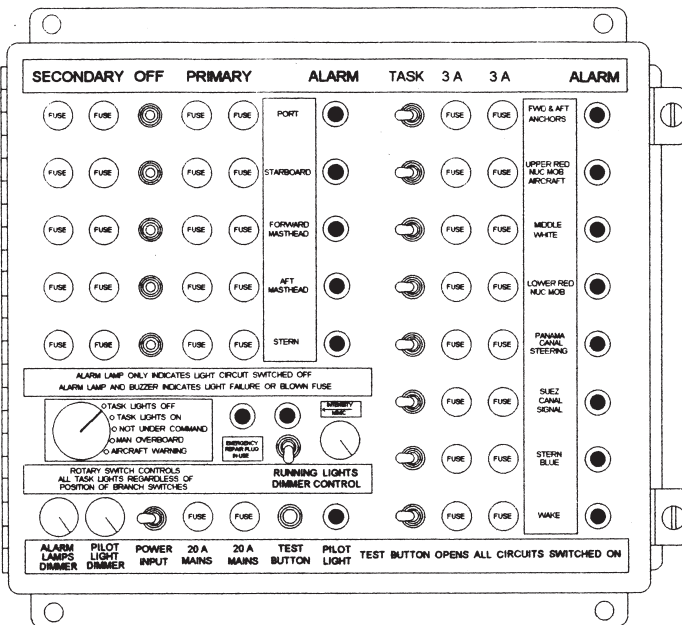 SECONDARY OFF PRIMARY ALARM TASK 3 A 3 A ALARM
FUSE FUSE FUSE FUSE PORT FUSE FUSE FWD & AFT
ANCHORS
FUSE FUSE FUSE FUSE STARBOARD FUSE FUSE UPPER RED
NUC MOB
AIRCRAFT
FUSE FUSE FUSE FUSE FORWARD
MASTHEAD
FUSE FUSE MIDDLE
WHITE
FUSE FUSE FUSE FUSE AFT
MASTHEAD
FUSE FUSE LOWER RED
NUC MOB
FUSE FUSE FUSE FUSE STERN FUSE FUSE PANAMA
CANAL
STEERING
ALARM LAMP ONLY INDICATES LIGHT CIRCUIT SWITCHED OFF
ALARM LAMP AND BUZZER INDICATES LIGHT FAILURE OR BLOWN FUSE
FUSE FUSE SUEZ
CANAL
SIGNAL
TASK LIGHTS OFF
TASK LIGHTS ON
NOT UNDER COMMAND
MAN OVERBOARD
AIRCRAFT WARNING
EMERGENCY
REPAIR PLUG
IN-USE
INTENSITY
RUNNING LIGHTS
DIMMER CONTROL
FUSE FUSE STERN
BLUE
ROTARY SWITCH CONTROLS
ALL TASK LIGHTS REGARDLESS OF
POSITION OF BRANCH SWITCHES
FUSE FUSE FUSE FUSE WAKE
ALARM
LAMPS
DIMMER
PILOT
LIGHT
DIMMER
POWER
INPUT
20 A
MAINS
20 A
MAINS
TEST
BUTTON
PILOT
LIGHT
TEST BUTTON OPENS ALL CIRCUITS SWITCHED ON